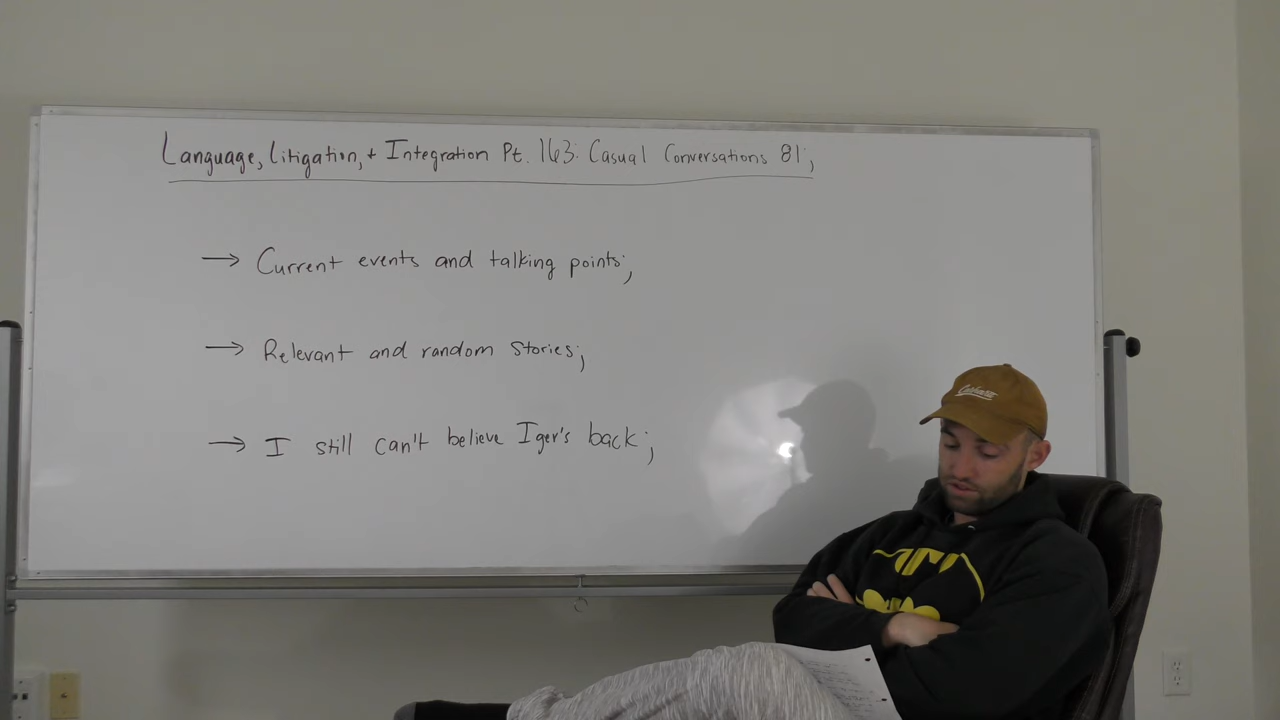 Language, Litigation, + Integration Pt. 163: Casual Conversations 81;
→ Current events and talking points;
→ Relevant and random stories;
→ I still can't believe Iger's back;
Carhartt